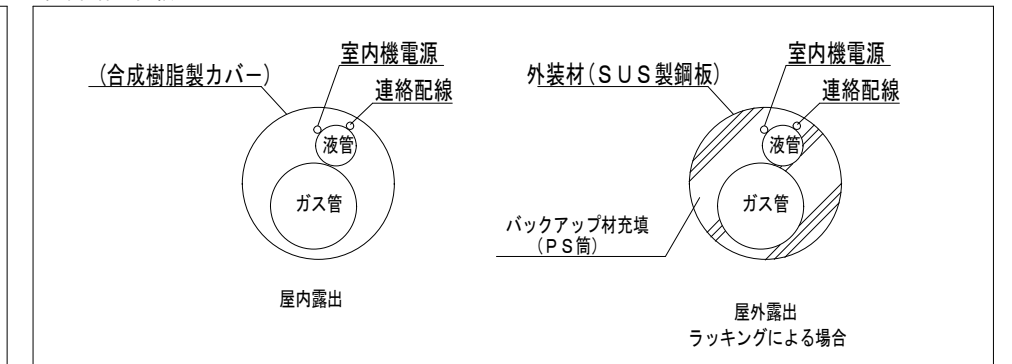 (合成樹脂製カバー)
室内機電源
連絡配線
液管
ガス管
屋内露出
外装材(ＳＵＳ製鋼板)
室内機電源
連絡配線
液管
ガス管
バックアップ材充填
(ＰＳ筒)
屋外露出
ラッキングによる場合